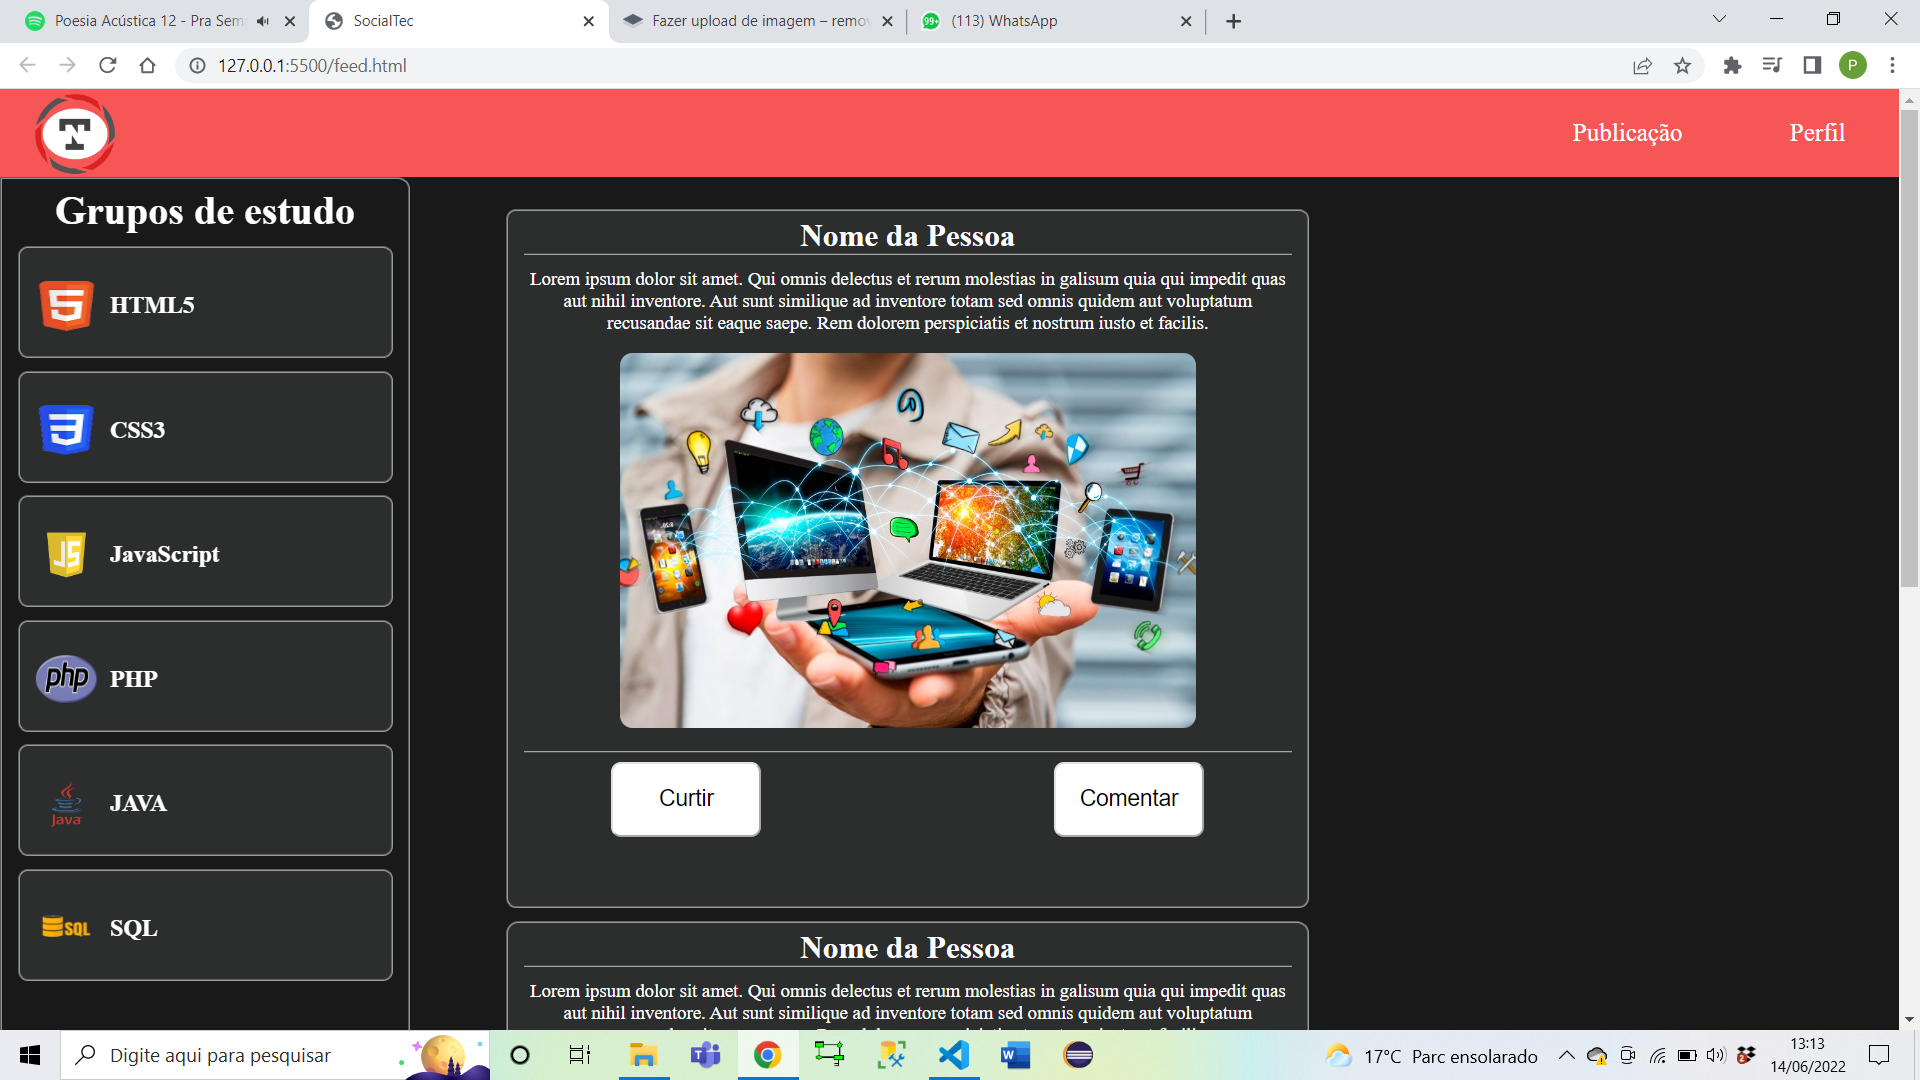 Poesia Acústica 12 - Pra Sem
SocialTec
Fazer upload de imagem – remov
(113) WhatsApp
127.0.0.1:5500/feed.html
P
T
Publicação
Perfil
Grupos de estudo
HTML5
CSS3
JS
JavaScript
php
PHP
Java
JAVA
SQL
SQL
Nome da Pessoa
Lorem ipsum dolor sit amet. Qui omnis delectus et rerum molestias in galisum quia qui impedit quas
aut nihil inventore. Aut sunt similique ad inventore totam sed omnis quidem aut voluptatum
recusandae sit eaque saepe. Rem dolorem perspiciatis et nostrum iusto et facilis.
Curtir
Comentar
Nome da Pessoa
Lorem ipsum dolor sit amet. Qui omnis delectus et rerum molestias in galisum quia qui impedit quas
aut nihil inventore. Aut sunt similique ad inventore totam sed omnis quidem aut voluptatum
Digite aqui para pesquisar
17°C Parc ensolarado
13:13
14/06/2022